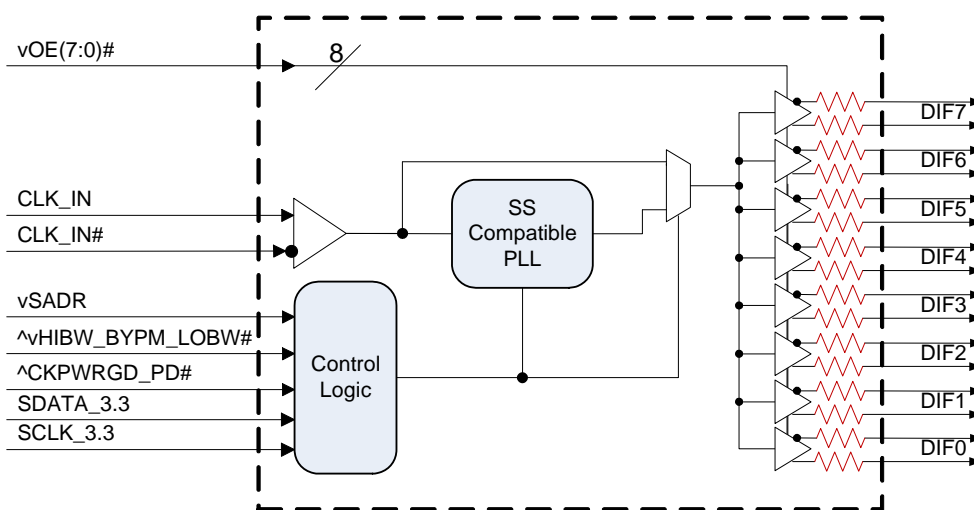 vOE(7:0)#
8
DIF7
DIF6
CLK_IN
SS
Compatible
PLL
DIF5
CLK_IN#
DIF4
vSADR
DIF3
^vHIBW_BYPM_LOBW#
Control
Logic
DIF2
^CKPWRGD_PD#
SDATA_3.3
DIF1
SCLK_3.3
DIF0